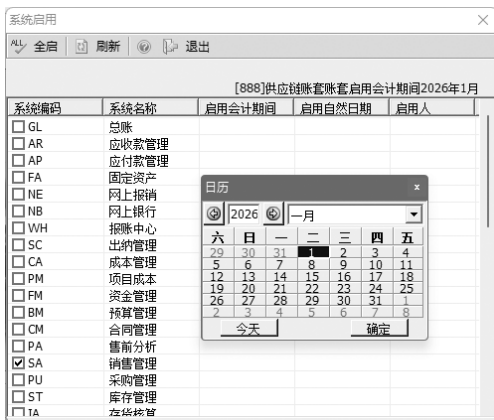 系统启用
全启 刷新 退出
[888]供应链账套账套启用会计期间2026年1月
系统编码 系统名称 启用会计期间 启用自然日期 启用人
GL 总账
AR 应收款管理
AP 应付款管理
FA 固定资产
NE 网上报销
NB 网上银行
WH 报账中心
SC 出纳管理
CA 成本管理
PM 项目成本
FM 资金管理
BM 预算管理
CM 合同管理
PA 售前分析
SA 销售管理
PU 采购管理
ST 库存管理
IA 存货核算
日历
2026 一月
六 日 一 二 三 四 五
29 30 31 1 2 3 4
5 6 7 8 9 10 11
12 13 14 15 16 17 18
19 20 21 22 23 24 25
26 27 28 29 30 31 1
2 3 4 5 6 7 8
今天 确定